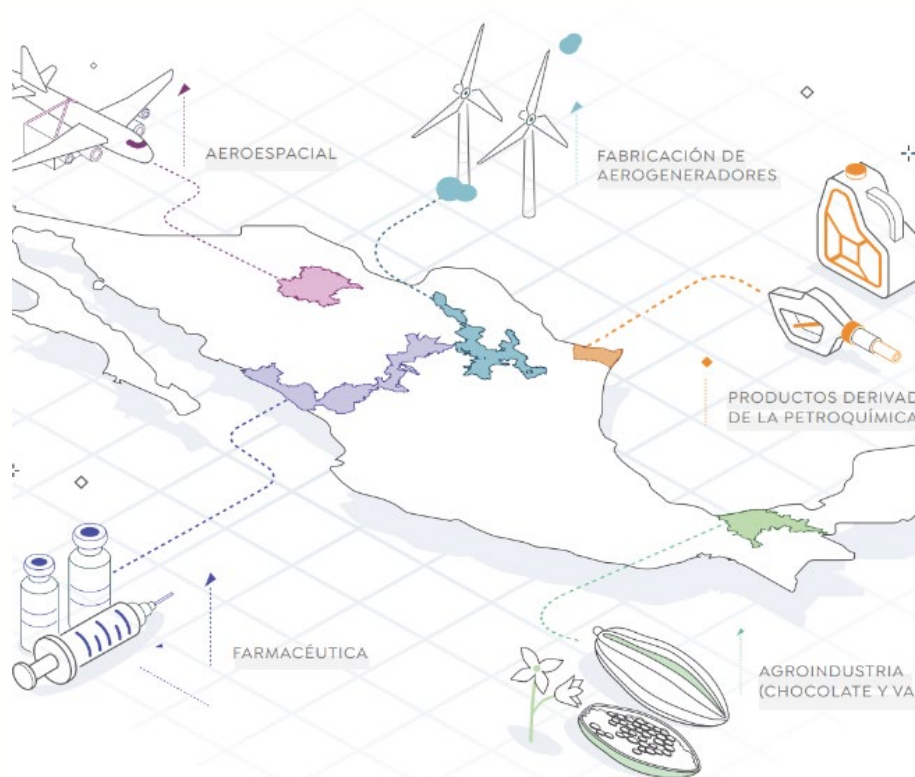 AEROESPACIAL
FABRICACIÓN DE
AEROGENERADORES
PRODUCTOS DERIVAD
DE LA PETROQUÍMICA
FARMACÉUTICA
AGROINDUSTRIA
(CHOCOLATE Y VA